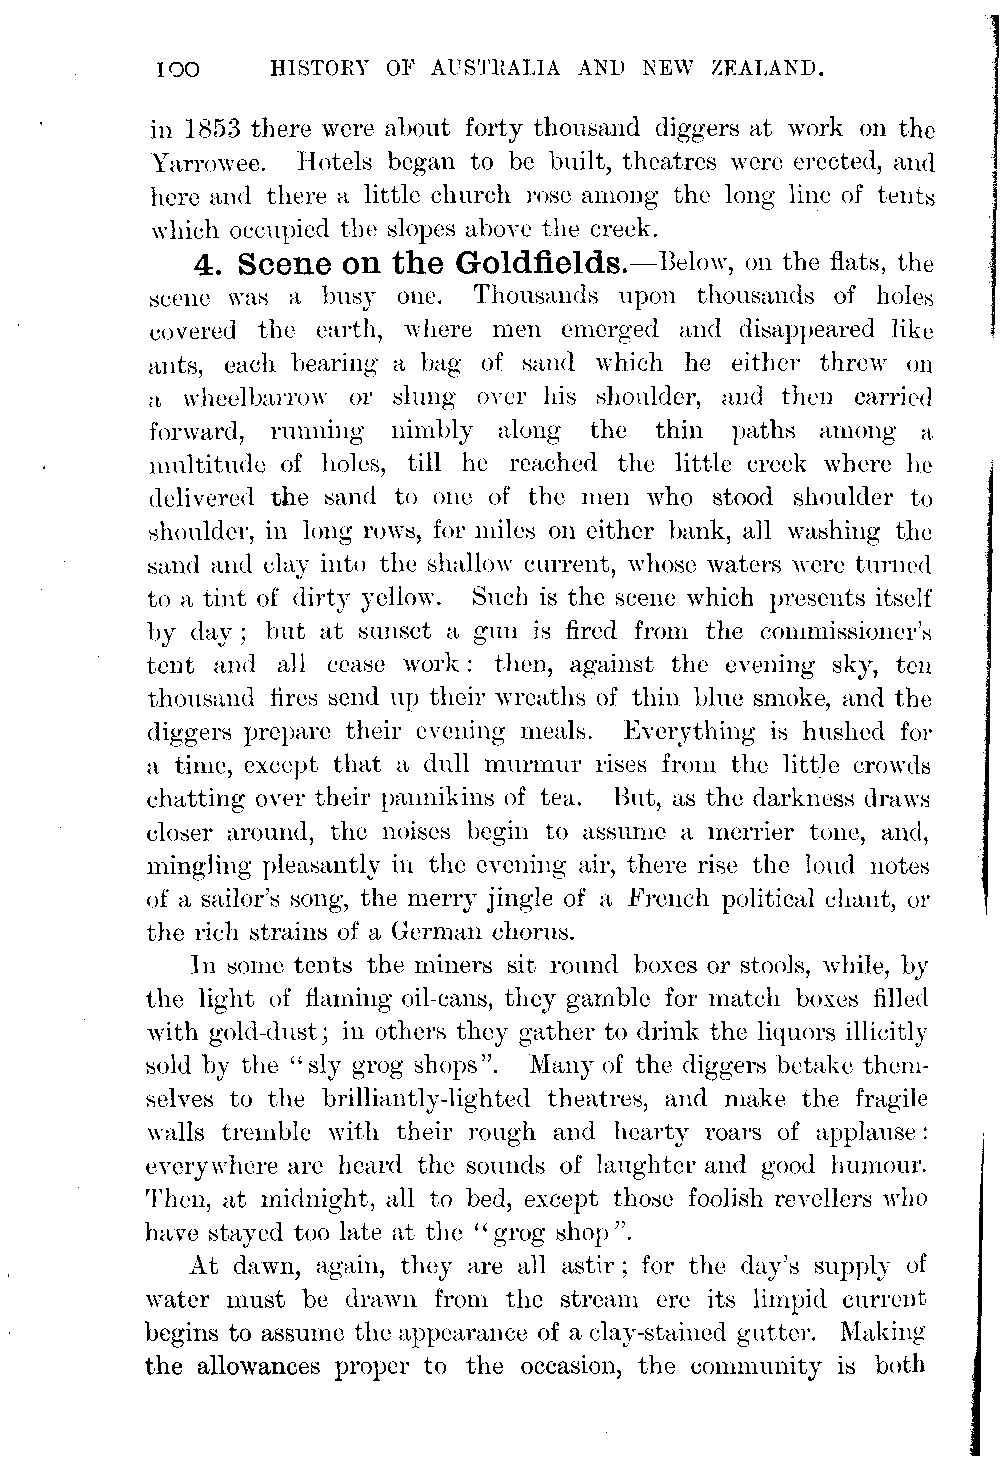 100 HISTORY OF AUSTRALIA AND NEW ZEALAND.
in 1853 there were about forty thousand diggers at work on the
Yarrowee. Hotels began to be built, theatres were erected, and
here and there a little church rose among the long line of tents
which occupied the slopes above the creek.
4. Scene on the Goldfields.—Below, on the flats, the
scene was a busy one. Thousands upon thousands of holes
covered the earth, where men emerged and disappeared like
ants, each bearing a bag of sand which he either threw on
a wheelbarrow or slung over his shoulder, and then carried
forward, running nimbly along the thin paths among a
multitude of holes, till he reached the little creek where he
delivered the sand to one of the men who stood shoulder to
shoulder, in long rows, for miles on either bank, all washing the
sand and clay into the shallow current, whose waters were turned
to a tint of dirty yellow. Such is the scene which presents itself
by day; but at sunset a gun is fired from the commissioner's
tent and all cease work: then, against the evening sky, ten
thousand fires send up their wreaths of thin blue smoke, and the
diggers prepare their evening meals. Everything is hushed for
a time, except that a dull murmur rises from the little crowds
chatting over their pannikins of tea. But, as the darkness draws
closer around, the noises begin to assume a merrier tone, and,
mingling pleasantly in the evening air, there rise the loud notes
of a sailor's song, the merry jingle of a French political chant, or
the rich strains of a German chorus.
In some tents the miners sit round boxes or stools, while, by
the light of flaming oil-cans, they gamble for match boxes filled
with gold-dust; in others they gather to drink the liquors illicitly
sold by the "sly grog shops". Many of the diggers betake them-
selves to the brilliantly-lighted theatres, and make the fragile
walls tremble with their rough and hearty roars of applause:
everywhere are heard the sounds of laughter and good humour.
Then, at midnight, all to bed, except those foolish revellers who
have stayed too late at the "grog shop".
At dawn, again, they are all astir; for the day's supply of
water must be drawn from the stream ere its limpid current
begins to assume the appearance of a clay-stained gutter. Making
the allowances proper to the occasion, the community is both